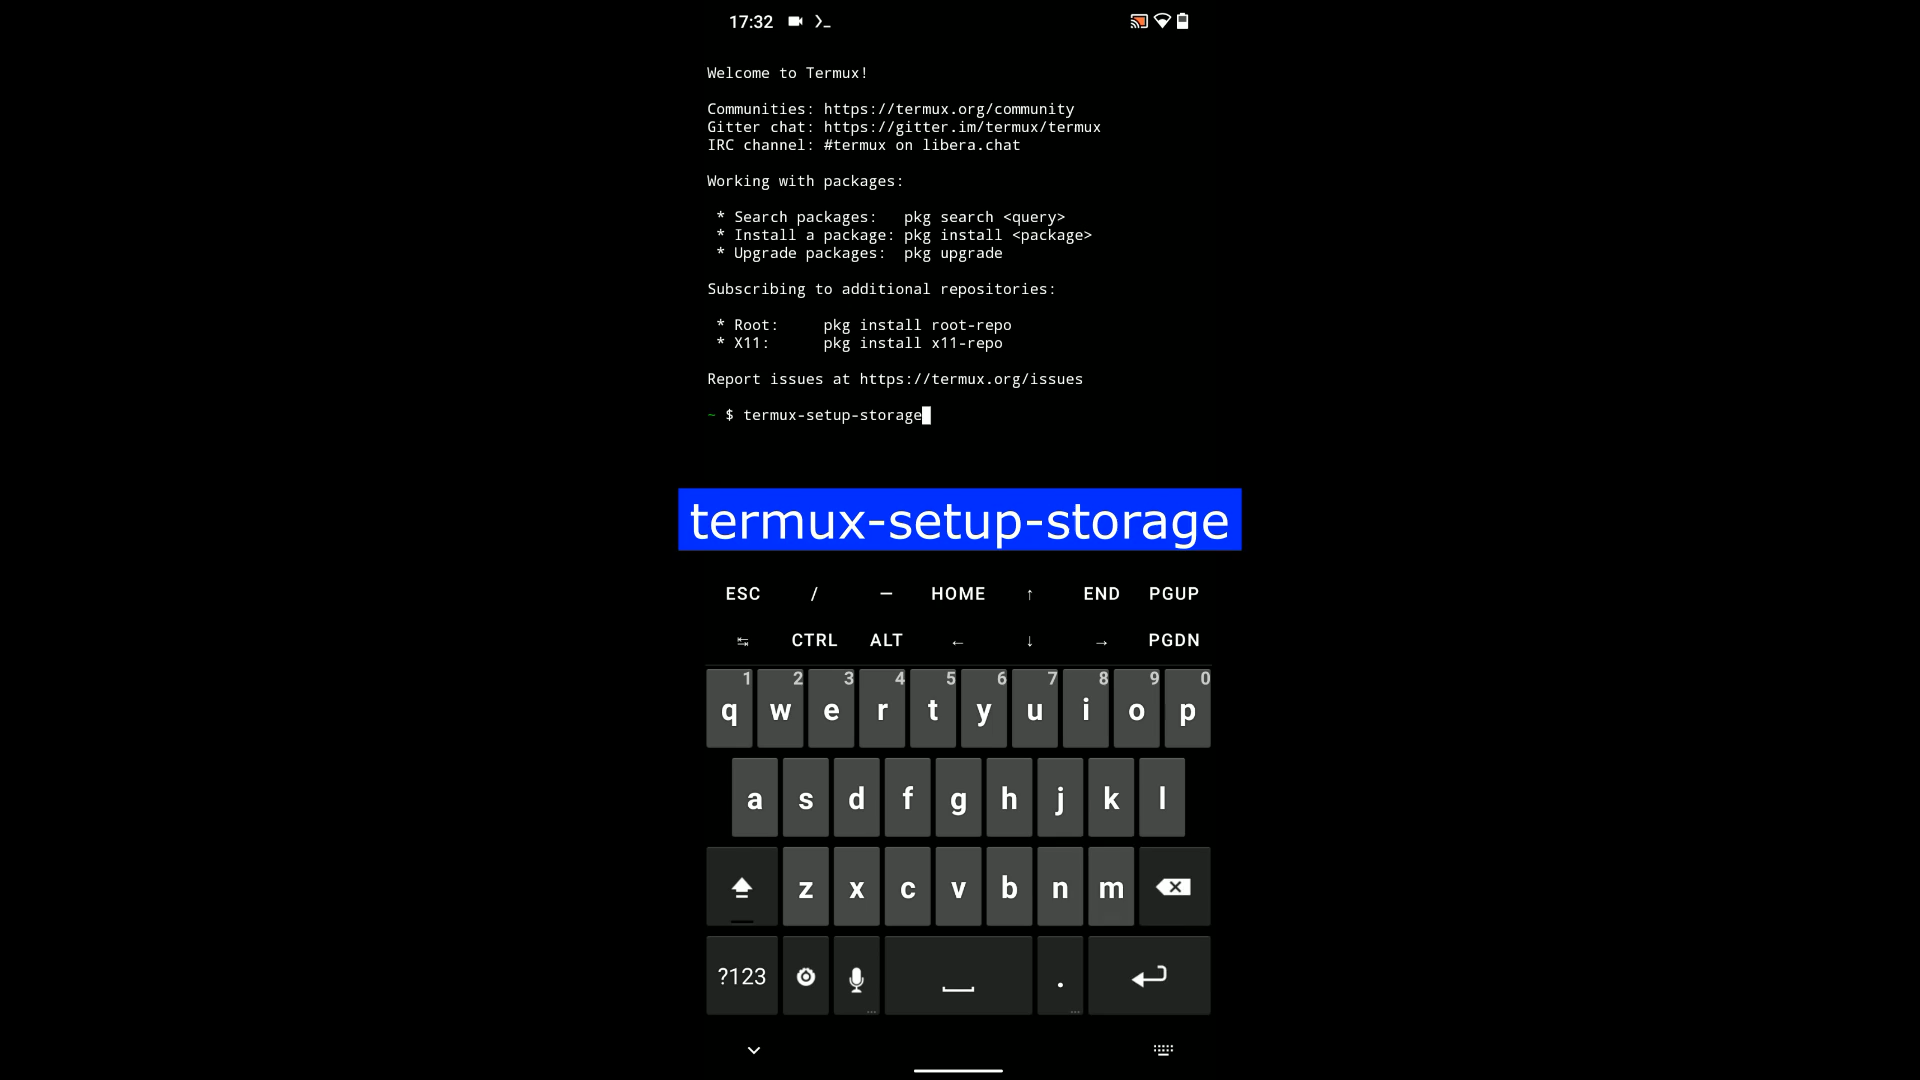 17:32
Welcome to Termux!
Communities: https://termux.org/community
Gitter chat: https://gitter.im/termux/termux
IRC channel: #termux on libera.chat
Working with packages:
* Search packages:   pkg search <query>
* Install a package: pkg install <package>
* Upgrade packages:  pkg upgrade
Subscribing to additional repositories:
* Root:     pkg install root-repo
* X11:      pkg install x11-repo
Report issues at https://termux.org/issues
~ $ termux-setup-storage
termux-setup-storage
ESC / — HOME ↑ END PGUP
↹ CTRL ALT ← ↓ → PGDN
1 2 3 4 5 6 7 8 9 0
q w e r t y u i o p
a s d f g h j k l
z x c v b n m
?123 .